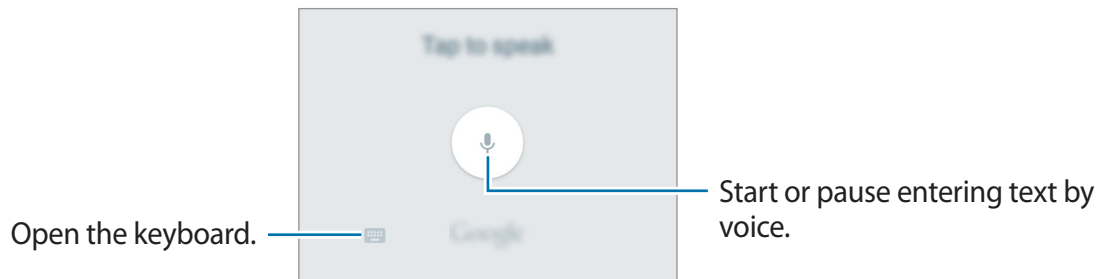 Tap to speak
Start or pause entering text by
voice.
Open the keyboard.
Google